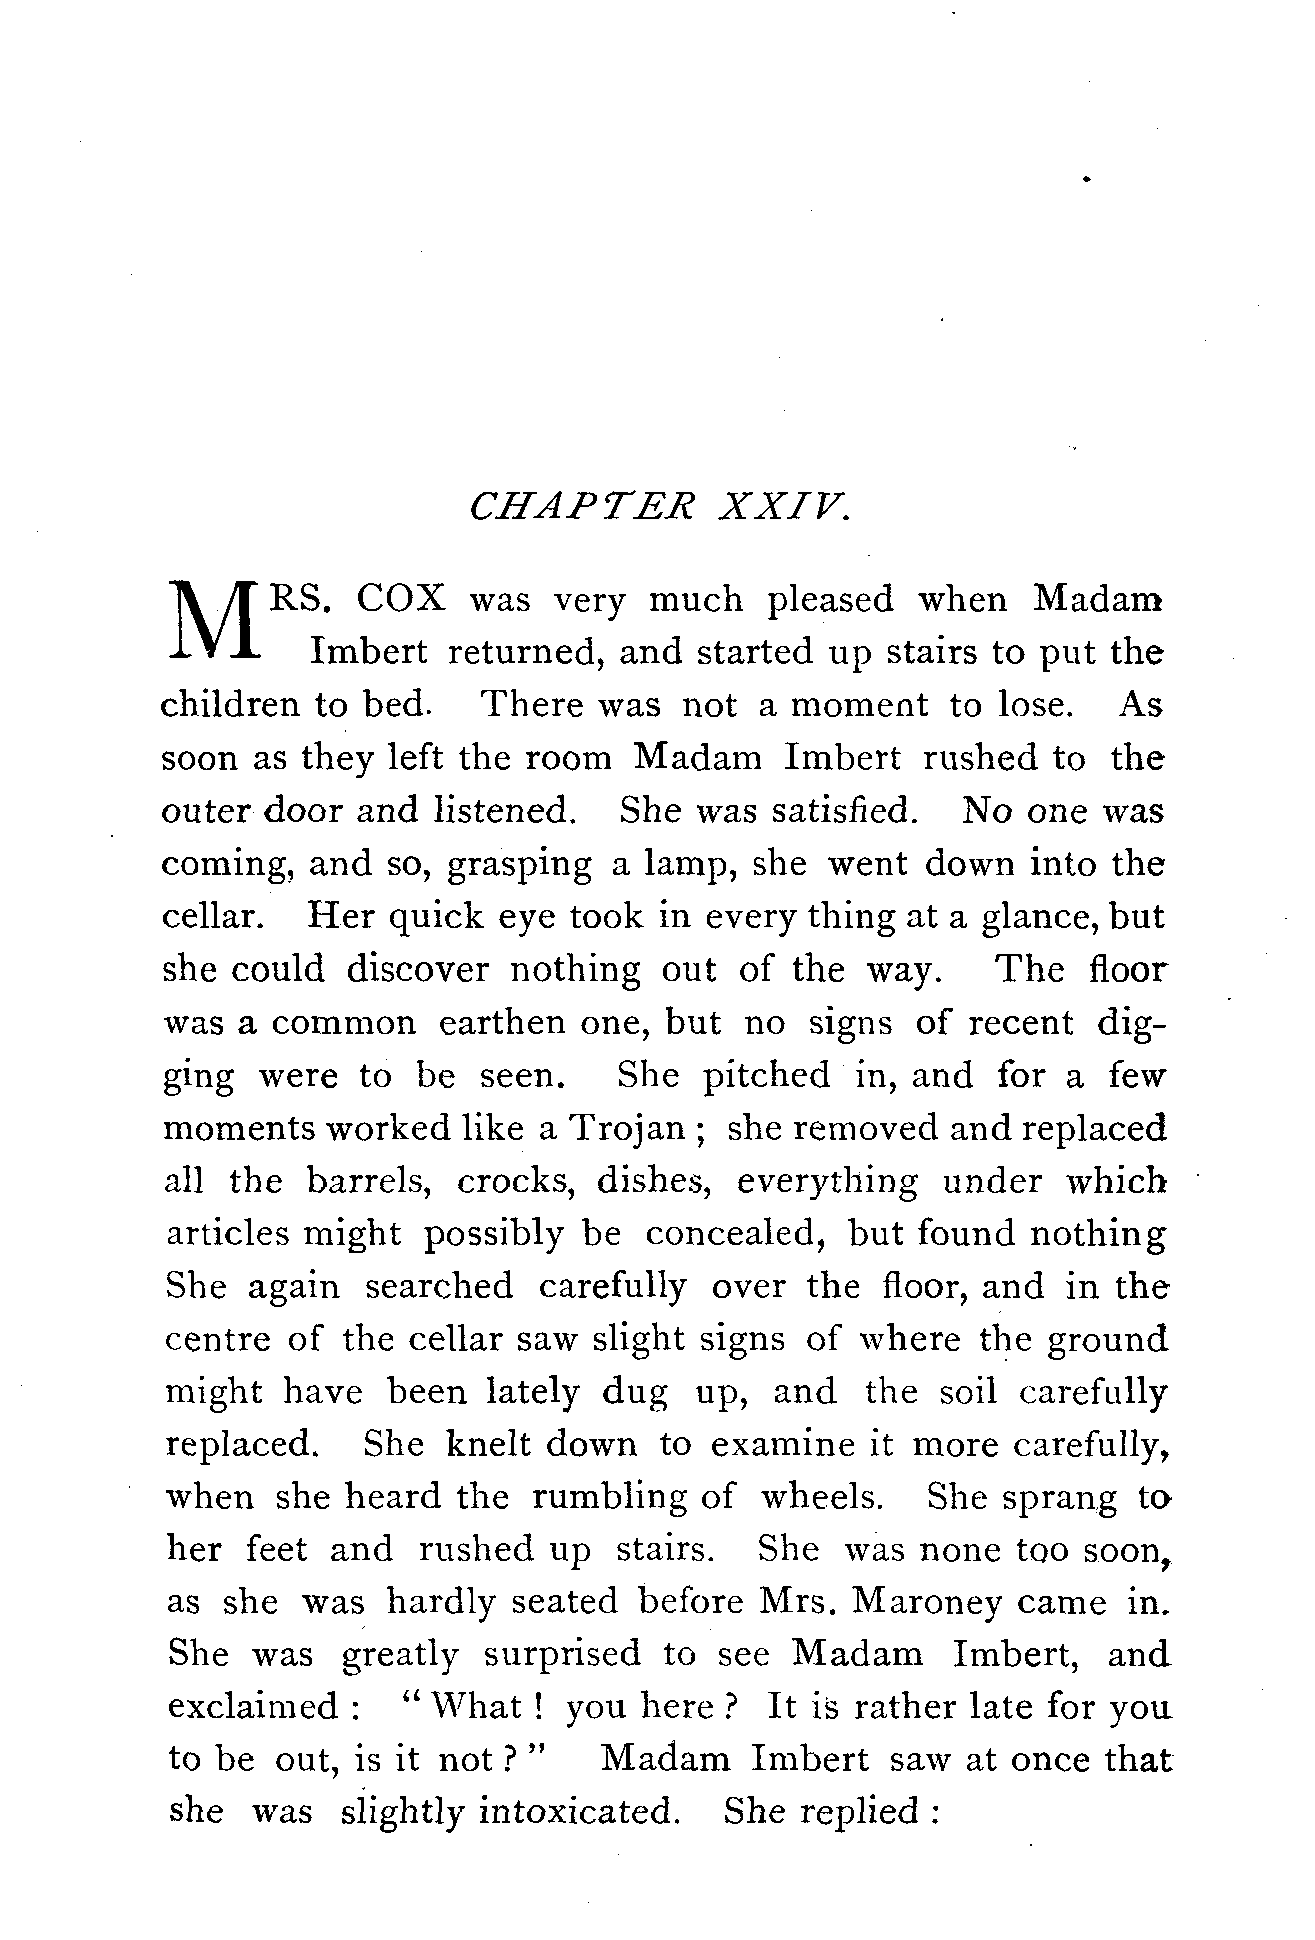 CHAPTER XXIV.
MRS. COX was very much pleased when Madam
Imbert returned, and started up stairs to put the
children to bed. There was not a moment to lose. As
soon as they left the room Madam Imbert rushed to the
outer door and listened. She was satisfied. No one was
coming, and so, grasping a lamp, she went down into the
cellar. Her quick eye took in every thing at a glance, but
she could discover nothing out of the way. The floor
was a common earthen one, but no signs of recent dig-
ging were to be seen. She pitched in, and for a few
moments worked like a Trojan ; she removed and replaced
all the barrels, crocks, dishes, everything under which
articles might possibly be concealed, but found nothing
She again searched carefully over the floor, and in the
centre of the cellar saw slight signs of where the ground
might have been lately dug up, and the soil carefully
replaced. She knelt down to examine it more carefully,
when she heard the rumbling of wheels. She sprang to
her feet and rushed up stairs. She was none too soon,
as she was hardly seated before Mrs. Maroney came in.
She was greatly surprised to see Madam Imbert, and
exclaimed : “ What ! you here ? It is rather late for you
to be out, is it not ? ” Madam Imbert saw at once that
she was slightly intoxicated. She replied :